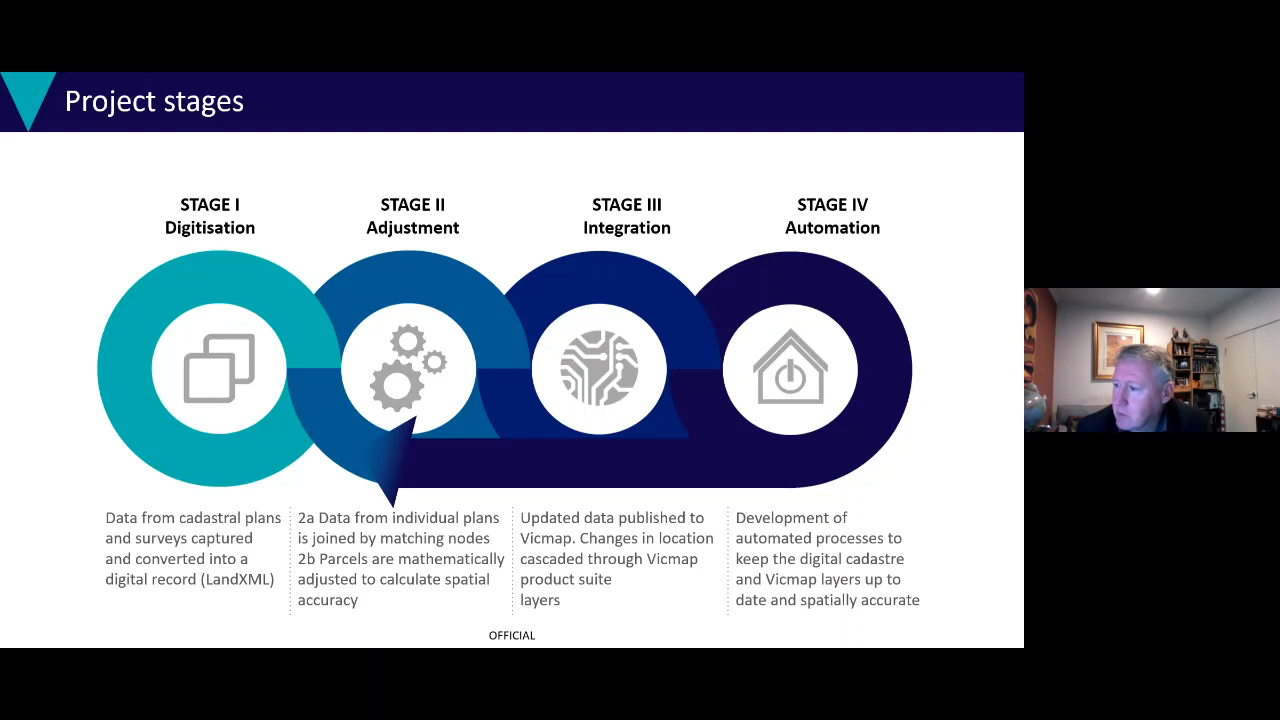 Project stages
STAGE I
Digitisation
STAGE II
Adjustment
STAGE III
Integration
STAGE IV
Automation
Data from cadastral plans
and surveys captured
and converted into a
digital record (LandXML)
2a Data from individual plans
is joined by matching nodes
2b Parcels are mathematically
adjusted to calculate spatial
accuracy
Updated data published to
Vicmap. Changes in location
cascaded through Vicmap
product suite
layers
Development of
automated processes to
keep the digital cadastre
and Vicmap layers up to
date and spatially accurate
OFFICIAL